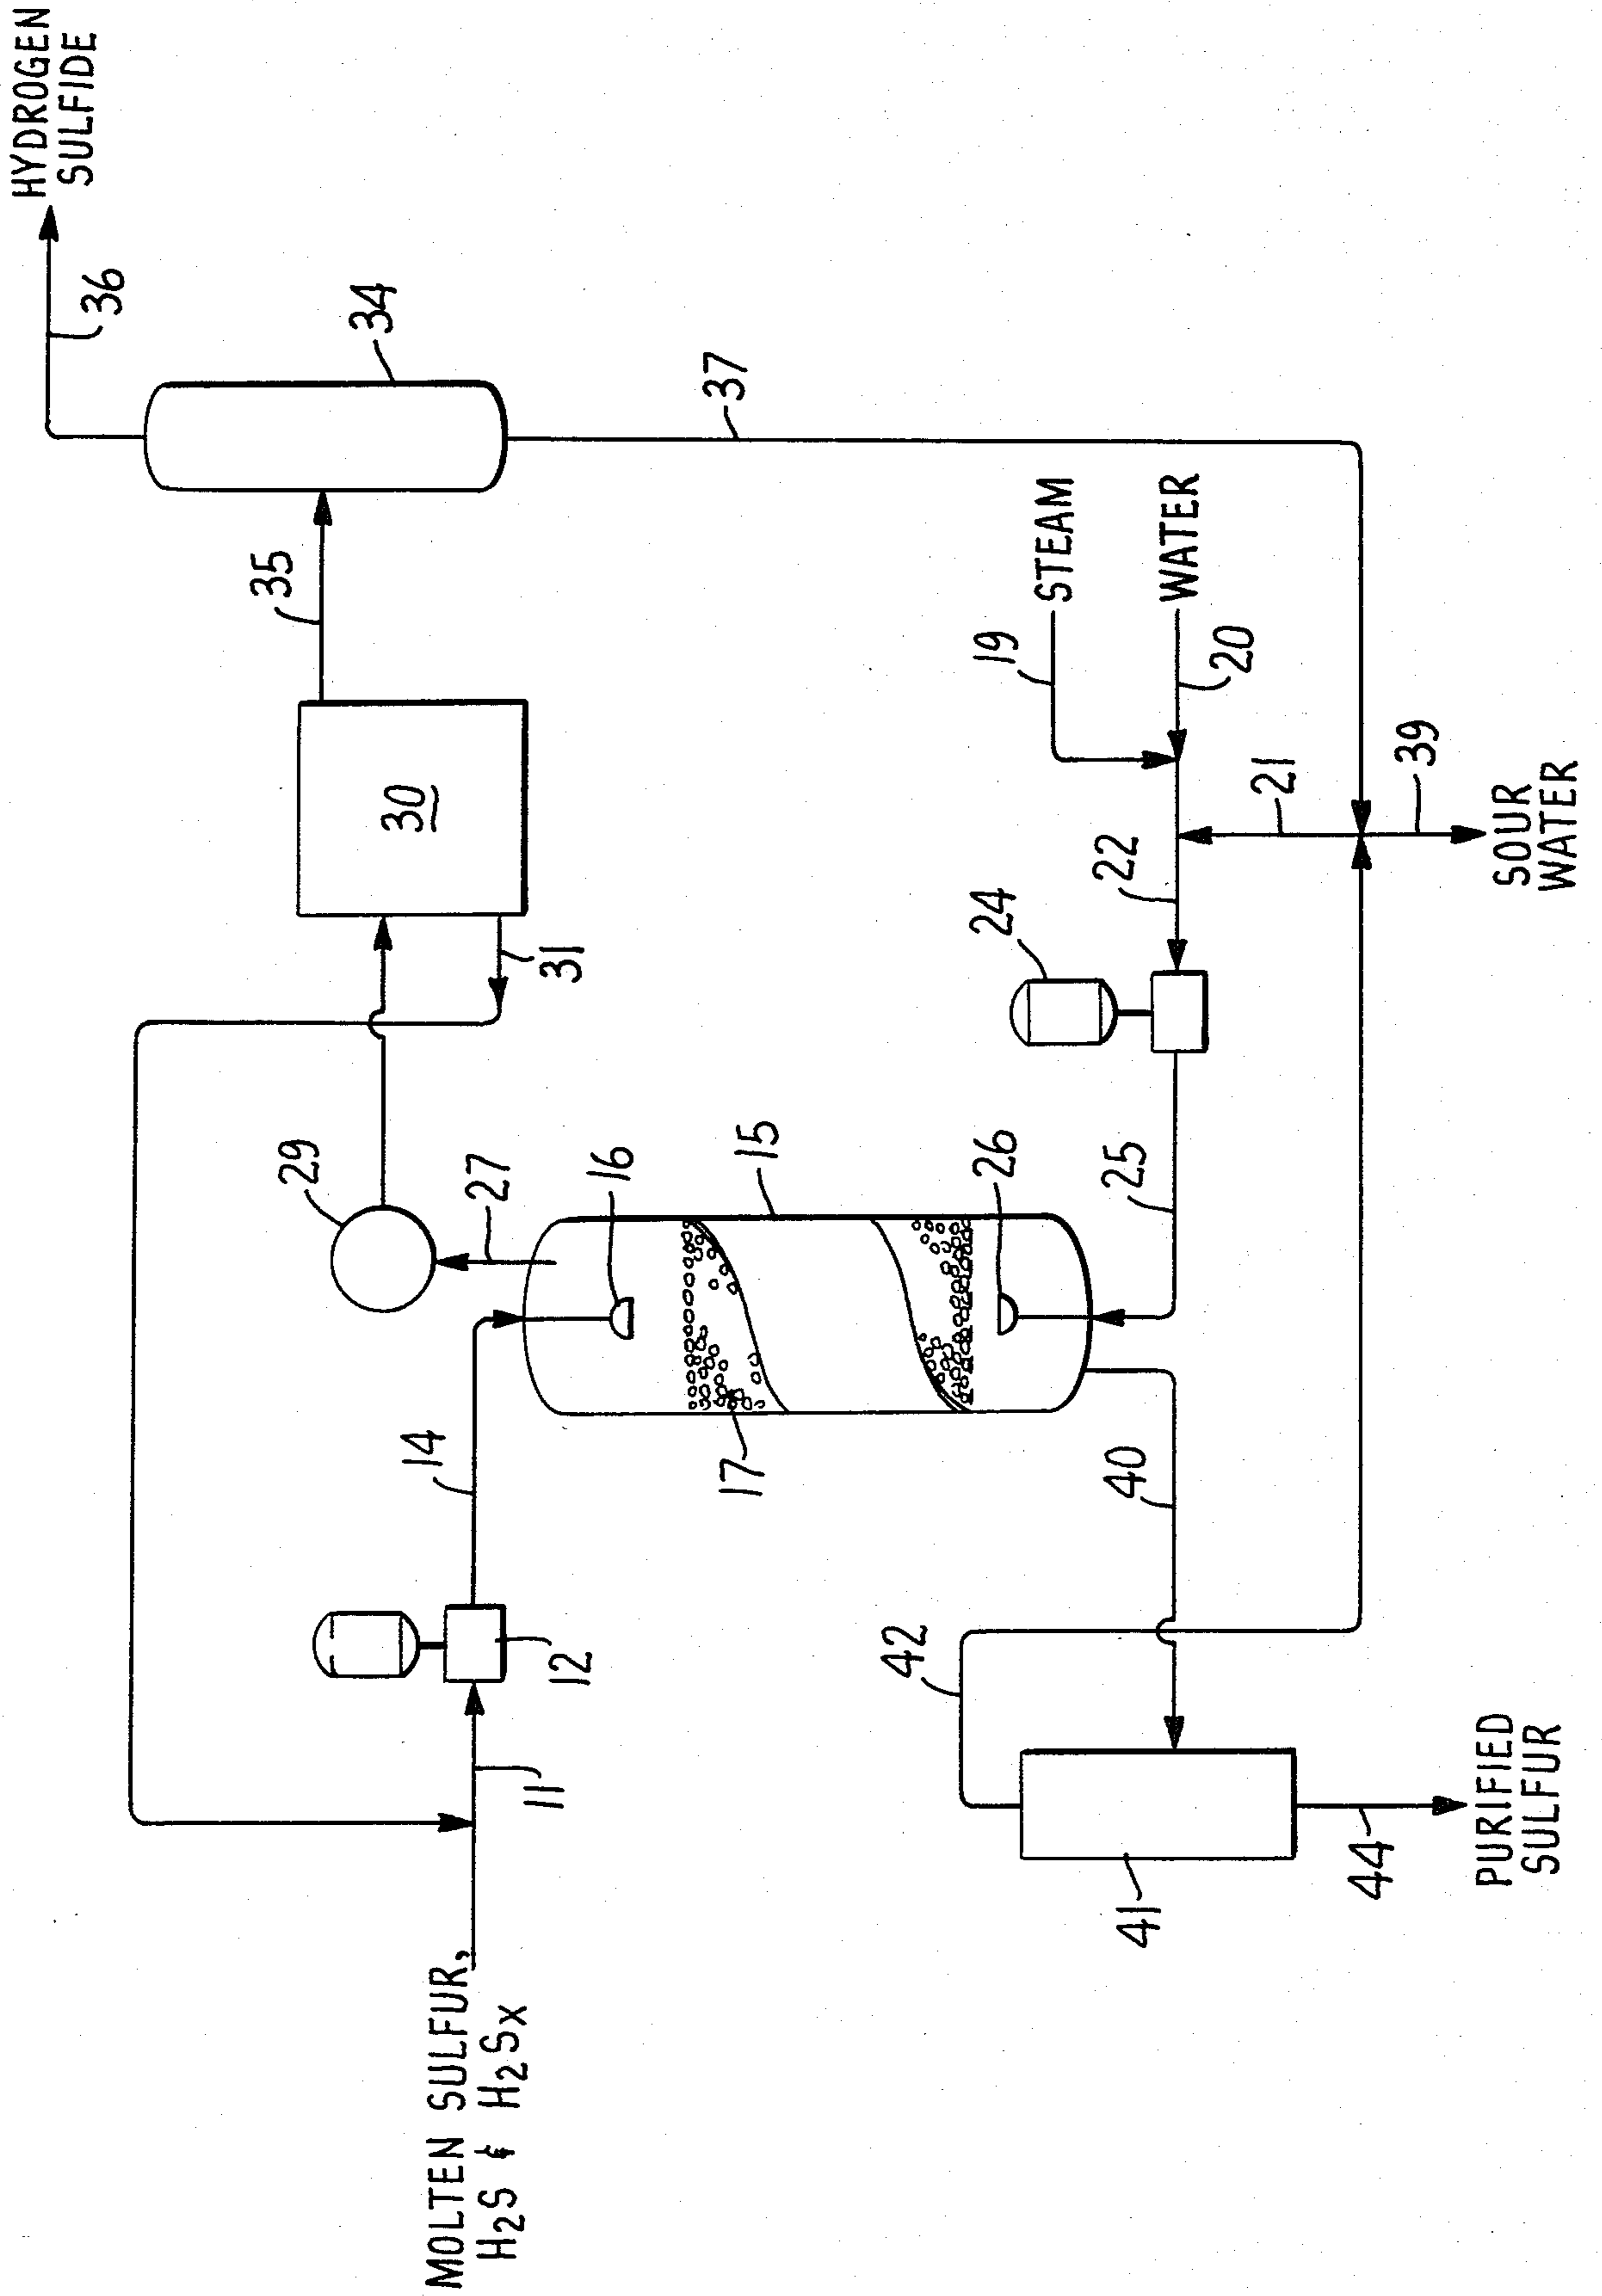 HYDROGEN
SULFIDE
36
34
35
37
30
31
29
27
16
15
14
17
12
11
MOLTEN SULFUR,
H₂S & H₂Sₓ
STEAM
19
WATER
20
22
21
24
25
26
39
SOUR
WATER
40
42
41
44
PURIFIED
SULFUR